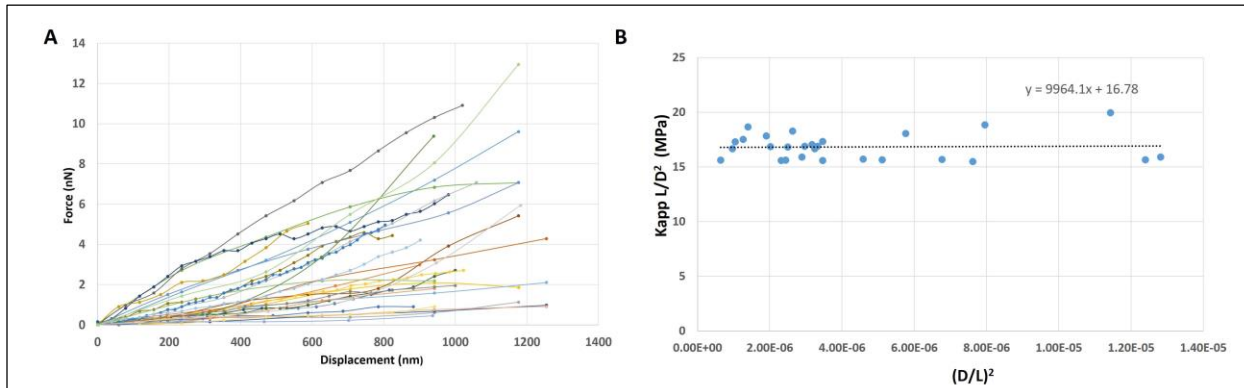 A
Force (nN)
14
12
10
8
6
4
2
0
0 200 400 600 800 1000 1200 1400
Displacement (nm)
B
Kapp L/D² (MPa)
25
20
15
10
5
0
y = 9964.1x + 16.78
0.00E+00 2.00E-06 4.00E-06 6.00E-06 8.00E-06 1.00E-05 1.20E-05 1.40E-05
(D/L)²